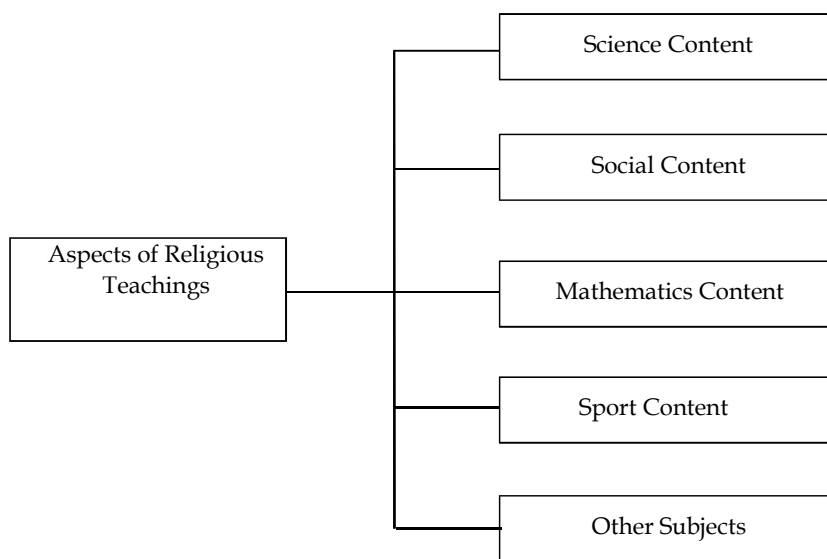 Science Content
Social Content
Aspects of Religious
Teachings
Mathematics Content
Sport Content
Other Subjects